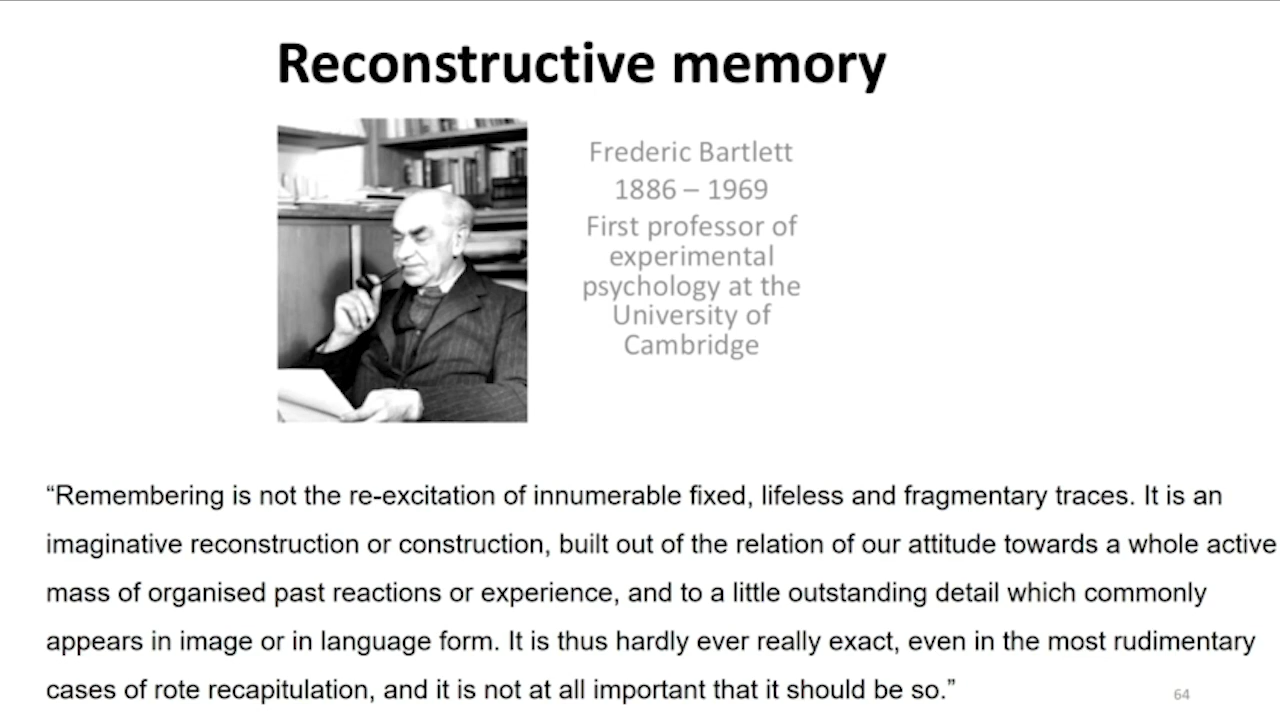 Reconstructive memory
Frederic Bartlett
1886 – 1969
First professor of
experimental
psychology at the
University of
Cambridge
“Remembering is not the re-excitation of innumerable fixed, lifeless and fragmentary traces. It is an
imaginative reconstruction or construction, built out of the relation of our attitude towards a whole active
mass of organised past reactions or experience, and to a little outstanding detail which commonly
appears in image or in language form. It is thus hardly ever really exact, even in the most rudimentary
cases of rote recapitulation, and it is not at all important that it should be so.”
64